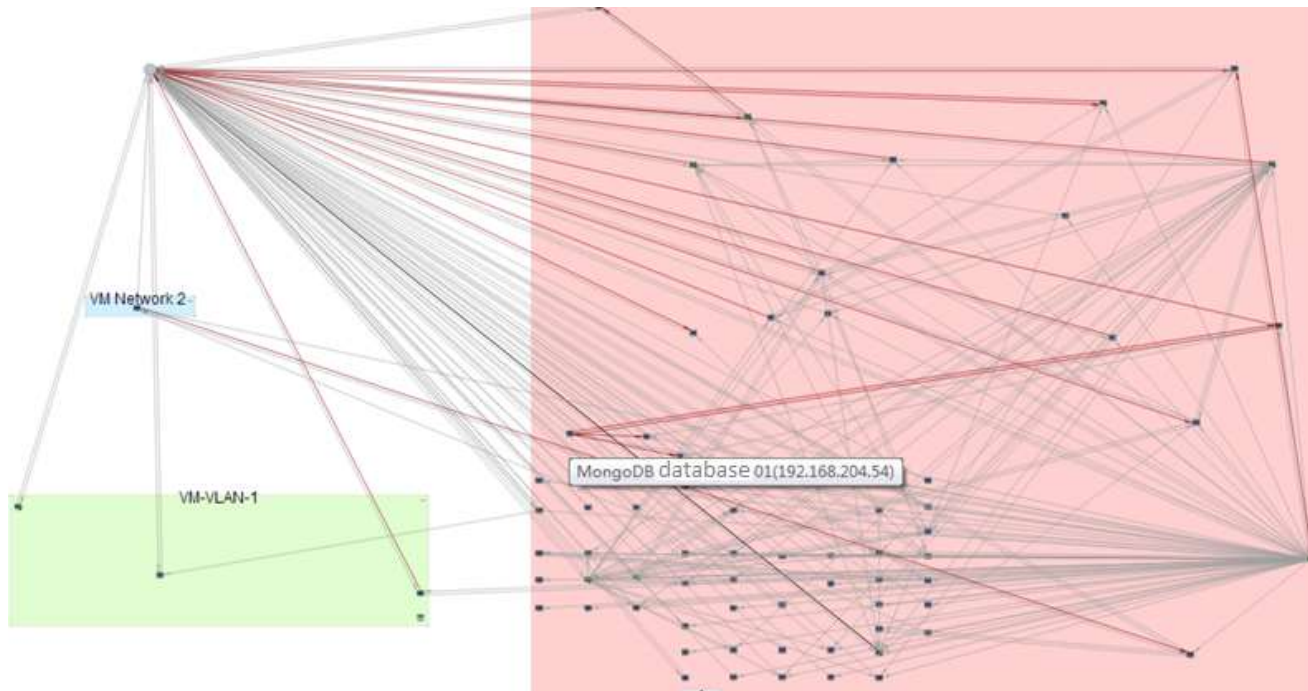 VM Network 2
MongoDB database 01(192.168.204.54)
VM-VLAN-1